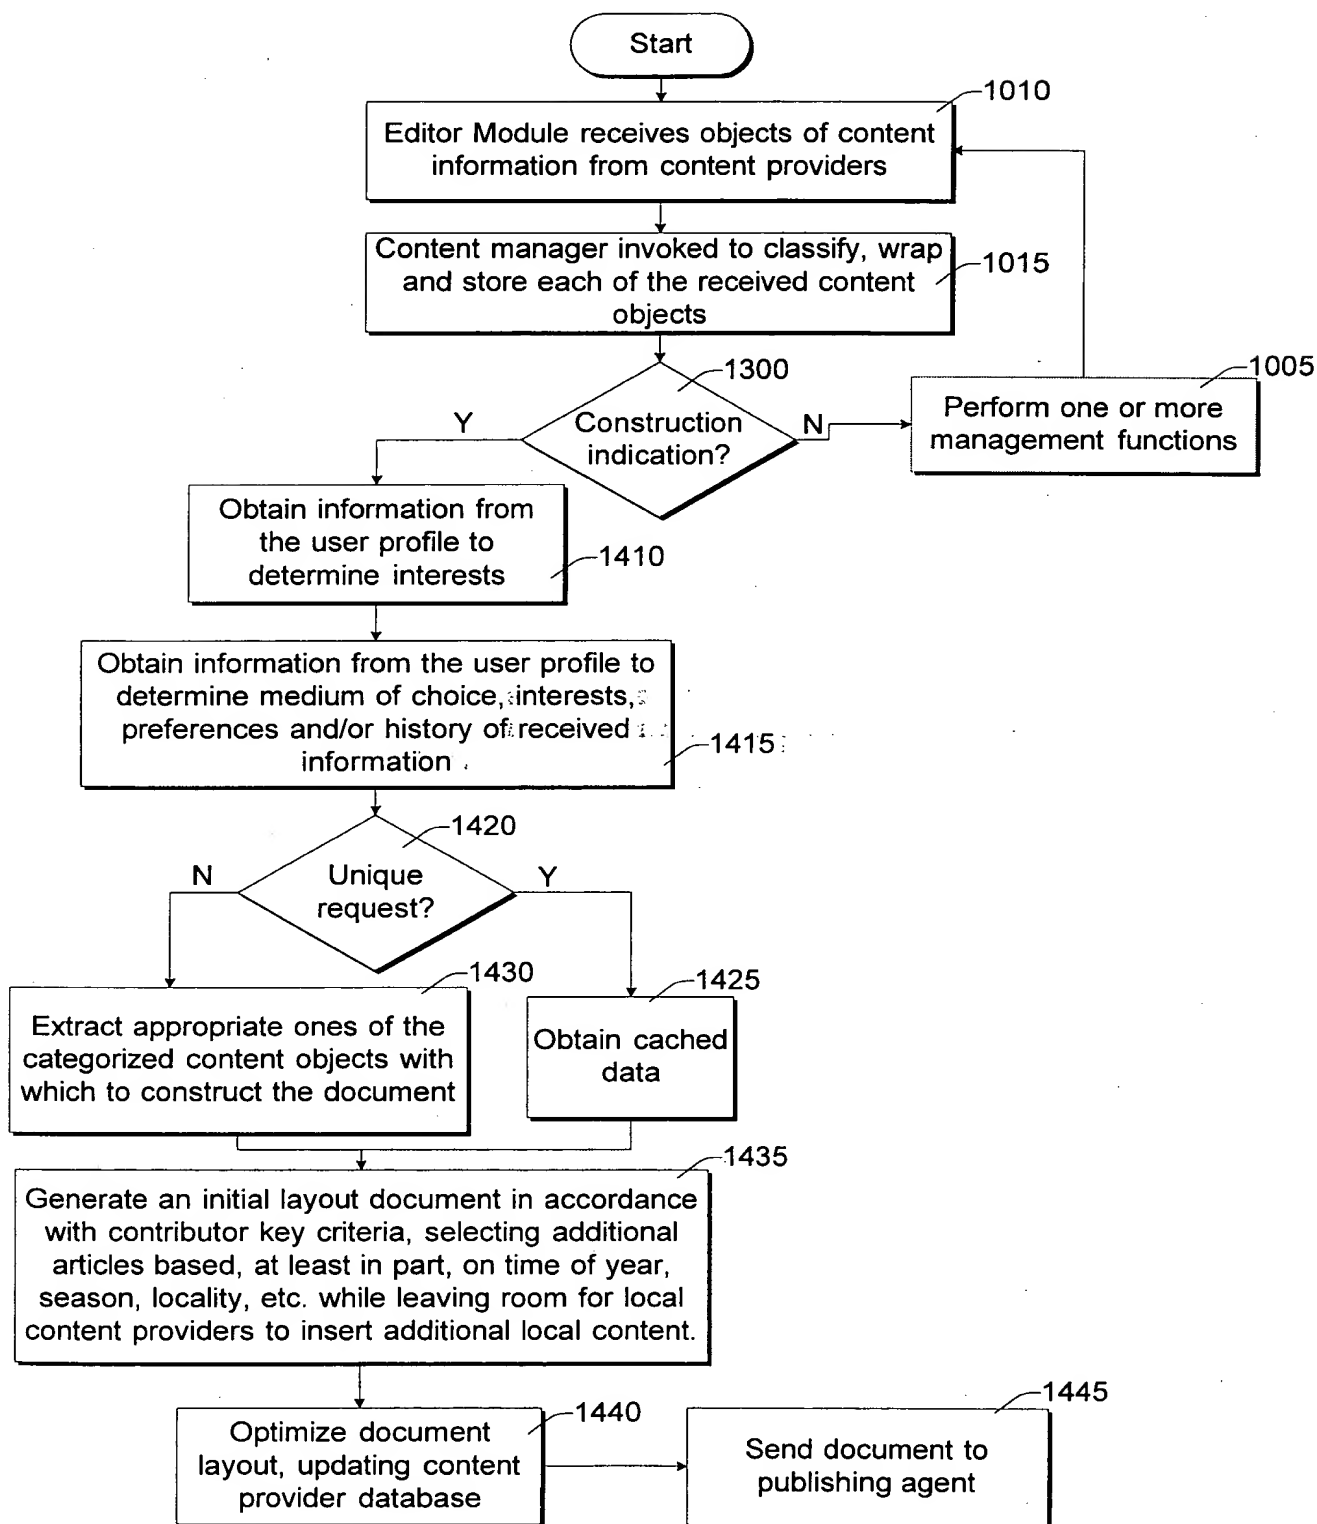 Start
1010
Editor Module receives objects of content
information from content providers
Content manager invoked to classify, wrap
and store each of the received content
objects
1015
1300
Construction
indication?
Y
N
1005
Perform one or more
management functions
Obtain information from
the user profile to
determine interests
1410
Obtain information from the user profile to
determine medium of choice, interests,
preferences and/or history of received
information
1415
1420
Unique
request?
N
Y
1430
Extract appropriate ones of the
categorized content objects with
which to construct the document
1425
Obtain cached
data
1435
Generate an initial layout document in accordance
with contributor key criteria, selecting additional
articles based, at least in part, on time of year,
season, locality, etc. while leaving room for local
content providers to insert additional local content.
1440
Optimize document
layout, updating content
provider database
1445
Send document to
publishing agent